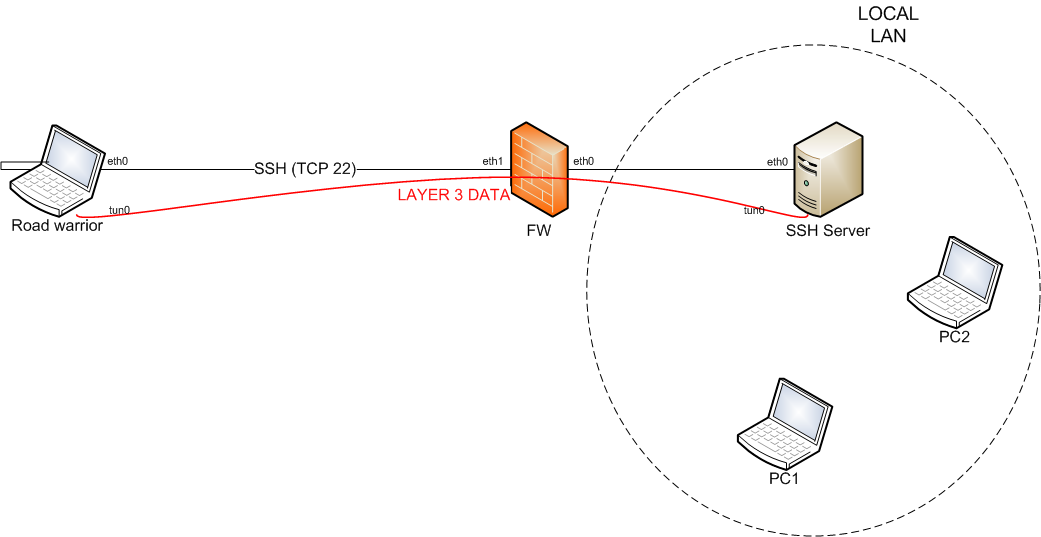 LOCAL
LAN
eth0
SSH (TCP 22)
eth1
eth0
eth0
LAYER 3 DATA
tun0
tun0
Road warrior
FW
SSH Server
PC2
PC1